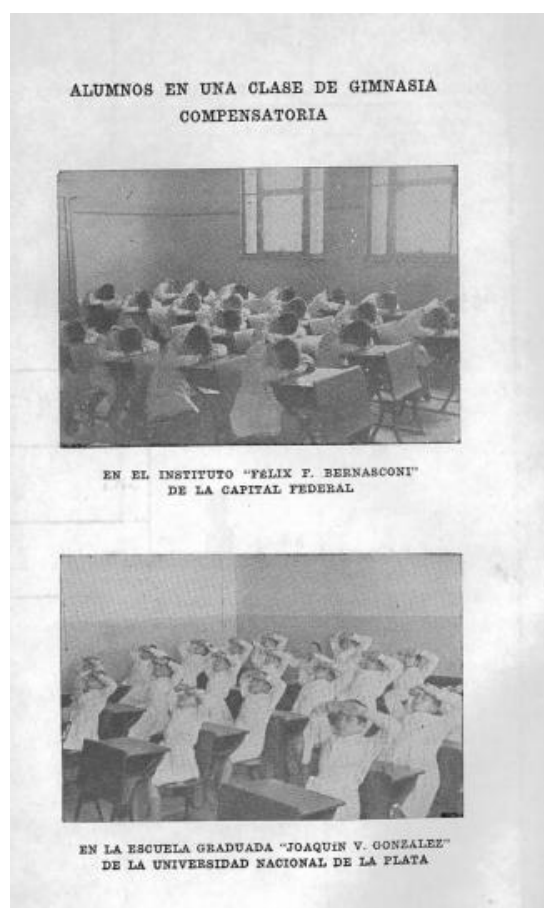 ALUMNOS EN UNA CLASE DE GIMNASIA
COMPENSATORIA
EN EL INSTITUTO "FÉLIX F. BERNASCONI"
DE LA CAPITAL FEDERAL
EN LA ESCUELA GRADUADA "JOAQUÍN V. GONZÁLEZ"
DE LA UNIVERSIDAD NACIONAL DE LA PLATA